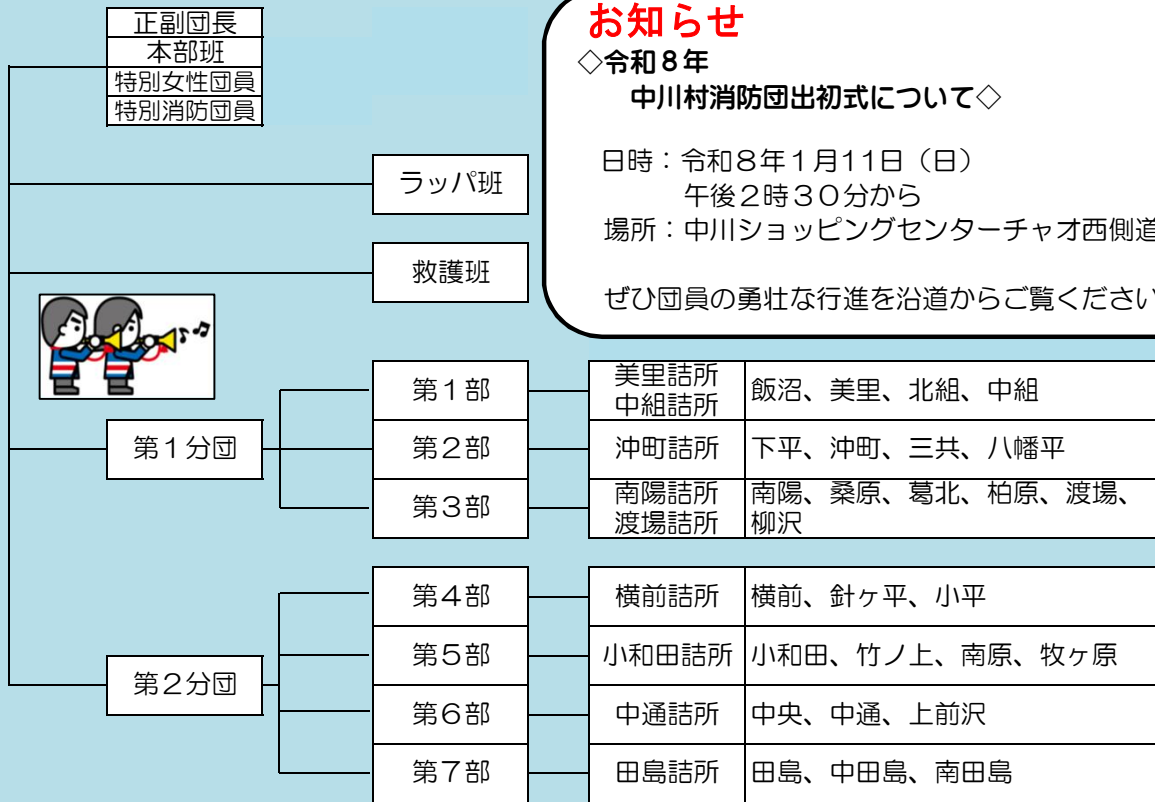 正副団長
本部班
特別女性団員
特別消防団員
お知らせ
◇令和８年
中川村消防団出初式について◇
日時：令和８年１月11日（日）
午後２時３０分から
場所：中川ショッピングセンターチャオ西側道
ぜひ団員の勇壮な行進を沿道からご覧ください
ラッパ班
救護班
第１分団
第１部
美里詰所
中組詰所
飯沼、美里、北組、中組
第２部
沖町詰所
下平、沖町、三共、八幡平
第３部
南陽詰所
渡場詰所
南陽、桑原、葛北、柏原、渡場、
柳沢
第２分団
第４部
横前詰所
横前、針ヶ平、小平
第５部
小和田詰所
小和田、竹ノ上、南原、牧ヶ原
第６部
中通詰所
中央、中通、上前沢
第７部
田島詰所
田島、中田島、南田島